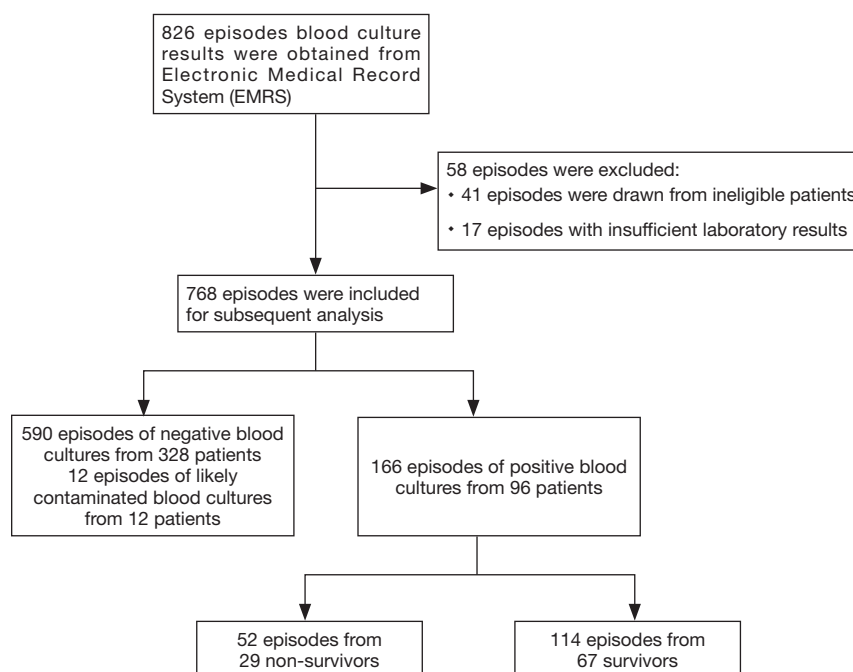 826 episodes blood culture
results were obtained from
Electronic Medical Record
System (EMRS)
58 episodes were excluded:
• 41 episodes were drawn from ineligible patients
• 17 episodes with insufficient laboratory results
768 episodes were included
for subsequent analysis
590 episodes of negative blood
cultures from 328 patients
12 episodes of likely
contaminated blood cultures
from 12 patients
166 episodes of positive blood
cultures from 96 patients
52 episodes from
29 non-survivors
114 episodes from
67 survivors